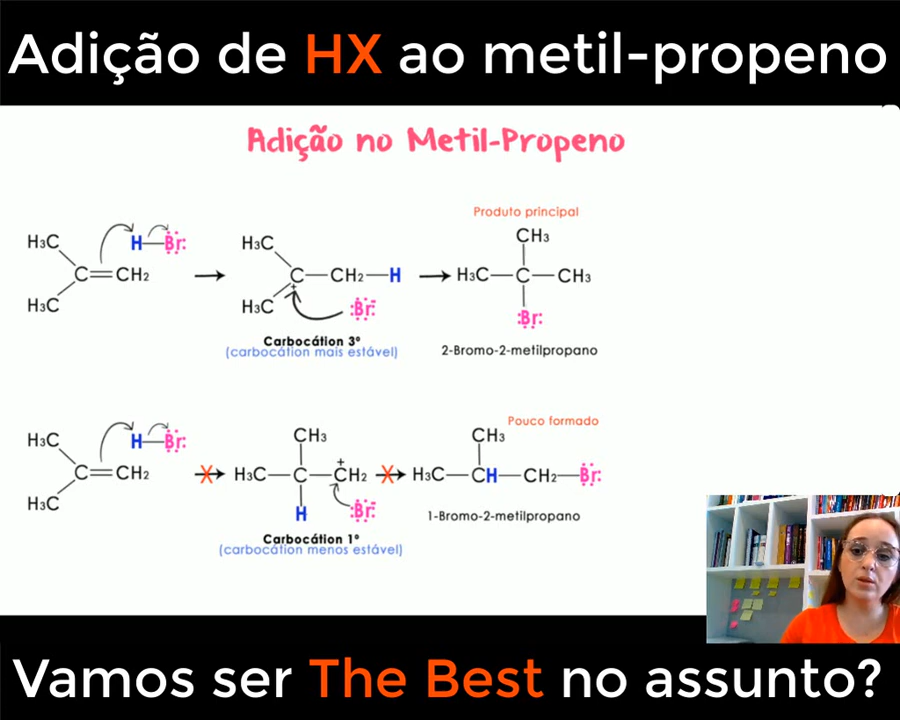 Adição de HX ao metil-propeno
Adição no Metil-Propeno
Produto principal
H₃C
H₃C
C=CH₂
H—Br:
H₃C
H₃C
C—CH₂—H
+
:Br:
CH₃
H₃C—C—CH₃
:Br:
Carbocátion 3º
(carbocátion mais estável)
2-Bromo-2-metilpropano
Pouco formado
H₃C
H₃C
C=CH₂
H—Br:
CH₃
H₃C—C—CH₂
+
H
:Br:
CH₃
H₃C—CH—CH₂—Br:
Carbocátion 1º
(carbocátion menos estável)
1-Bromo-2-metilpropano
Vamos ser The Best no assunto?